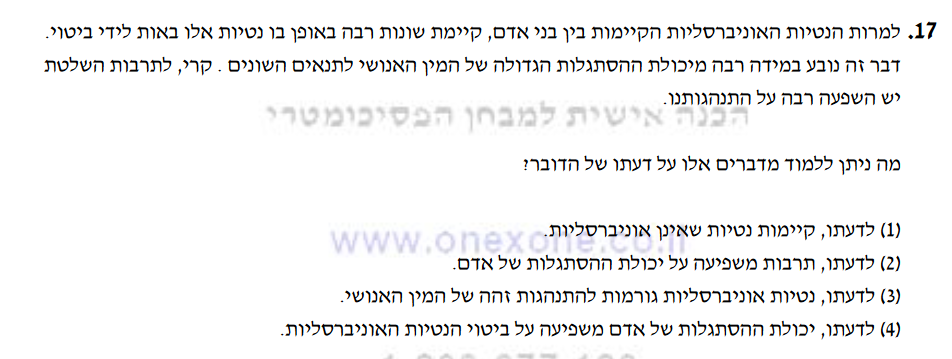 17. למרות הנטיות האוניברסליות הקיימות בין בני אדם, קיימת שונות רבה באופן בו נטיות אלו באות לידי ביטוי.
דבר זה נובע במידה רבה מיכולת ההסתגלות הגדולה של המין האנושי לתנאים השונים . קרי, לתרבות השלטת
יש השפעה רבה על התנהגותנו.
הכנה אישית למבחן הפסיכומטרי
מה ניתן ללמוד מדברים אלו על דעתו של הדובר?
(1) לדעתו, קיימות נטיות שאינן אוניברסליות.
www.onexone.co.il
(2) לדעתו, תרבות משפיעה על יכולת ההסתגלות של אדם.
(3) לדעתו, נטיות אוניברסליות גורמות להתנהגות זהה של המין האנושי.
(4) לדעתו, יכולת ההסתגלות של אדם משפיעה על ביטוי הנטיות האוניברסליות.